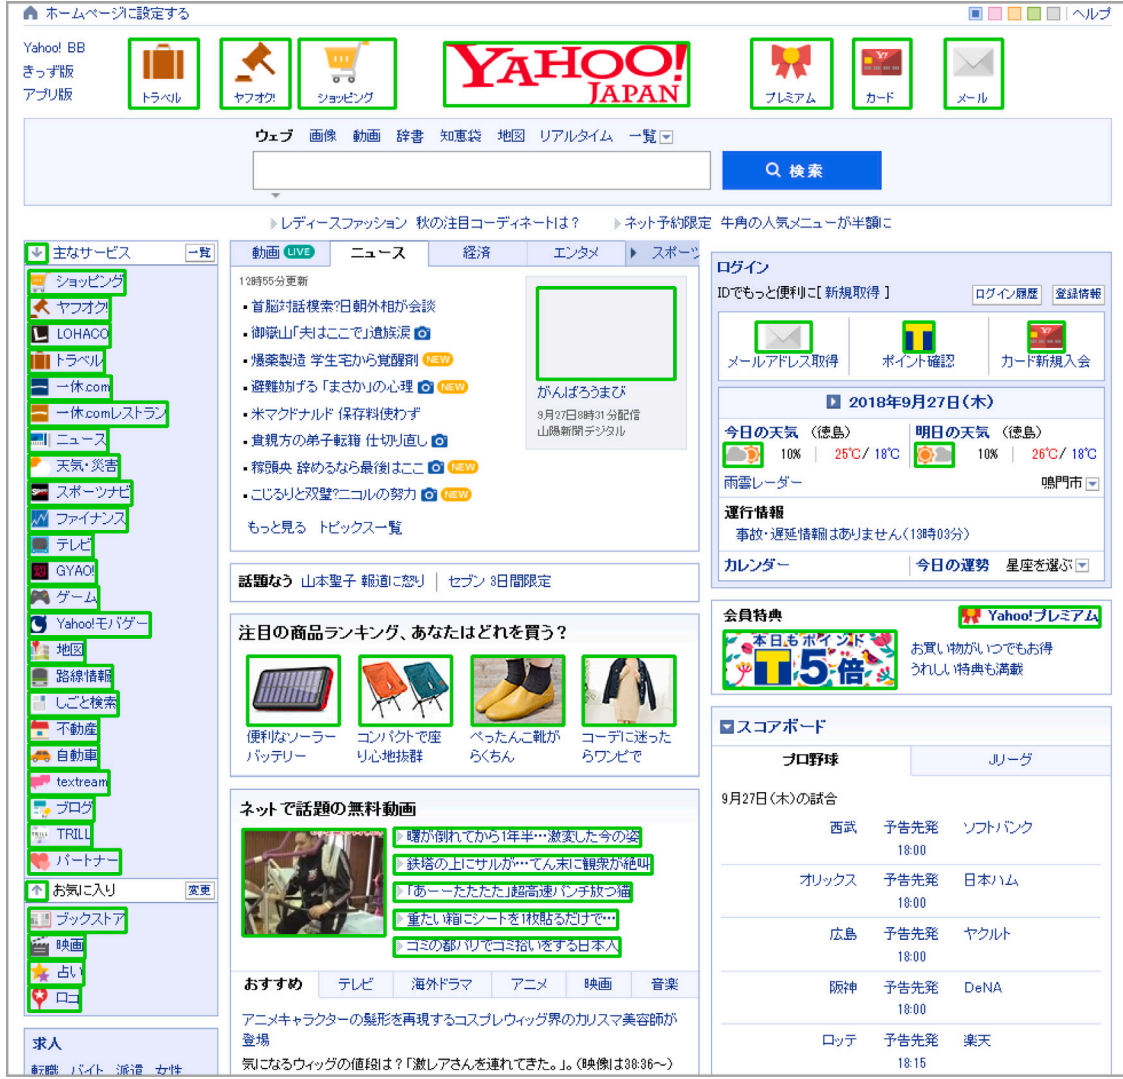 ホームページに設定する
ヘルプ
Yahoo! BB
きっず版
アプリ版
トラベル
ヤフオク!
ショッピング
YAHOO!
JAPAN
プレミアム
カード
メール
ウェブ 画像 動画 辞書 知恵袋 地図 リアルタイム 一覧
検索
レディースファッション 秋の注目コーディネートは？ ネット予約限定 牛角の人気メニューが半額に
主なサービス 一覧
ショッピング
ヤフオク!
LOHACO
トラベル
一休.com
一休.comレストラン
ニュース
天気・災害
スポーツナビ
ファイナンス
テレビ
GYAO!
ゲーム
Yahoo!モバゲー
地図
路線情報
しごと検索
不動産
自動車
textream
ブログ
TRILL
パートナー
お気に入り 変更
ブックストア
映画
占い
ロコ
求人
転職 バイト 派遣 女性
動画 LIVE ニュース 経済 エンタメ スポーツ
12時55分更新
首脳対話模索?日朝外相が会談
御嶽山「夫はここで」遺族涙
爆薬製造 学生宅から覚醒剤 NEW
避難妨げる「まさか」の心理 NEW
米マクドナルド 保存料使わず
貴親方の弟子転籍 仕切り直し
稼頭央 辞めるなら最後はここ NEW
こじるりと双璧?ニコルの努力 NEW
もっと見る トピックス一覧
がんばろうまび
9月27日8時31分配信
山陽新聞デジタル
話題なう 山本聖子 報道に怒り セブン 3日間限定
注目の商品ランキング、あなたはどれを買う？
便利なソーラーバッテリー
コンパクトで座り心地抜群
ぺったんこ靴がらくちん
コーデに迷ったらワンピで
ネットで話題の無料動画
曙が倒れてから1年半…激変した今の姿
鉄塔の上にサルが…てん末に観衆が絶叫
「あーーたたたた」超高速パンチ放つ猫
重たい箱にシートを1枚貼るだけで…
ゴミの都パリでゴミ拾いをする日本人
おすすめ テレビ 海外ドラマ アニメ 映画 音楽
アニメキャラクターの髪形を再現するコスプレウィッグ界のカリスマ美容師が
登場
気になるウィッグの値段は？「激レアさんを連れてきた。」。(映像は38:36～)
ログイン
IDでもっと便利に[ 新規取得 ] ログイン履歴 登録情報
メールアドレス取得 ポイント確認 カード新規入会
2018年9月27日(木)
今日の天気 (徳島) 明日の天気 (徳島)
10% 25℃/ 18℃ 10% 26℃/ 18℃
雨雲レーダー 鳴門市
運行情報
事故・遅延情報はありません(13時03分)
カレンダー 今日の運勢 星座を選ぶ
会員特典 Yahoo!プレミアム
本日もポイント
T5倍
お買い物がいつでもお得
うれしい特典も満載
スコアボード
プロ野球 Jリーグ
9月27日(木)の試合
西武 予告先発 ソフトバンク
18:00
オリックス 予告先発 日本ハム
18:00
広島 予告先発 ヤクルト
18:00
阪神 予告先発 DeNA
18:00
ロッテ 予告先発 楽天
18:15